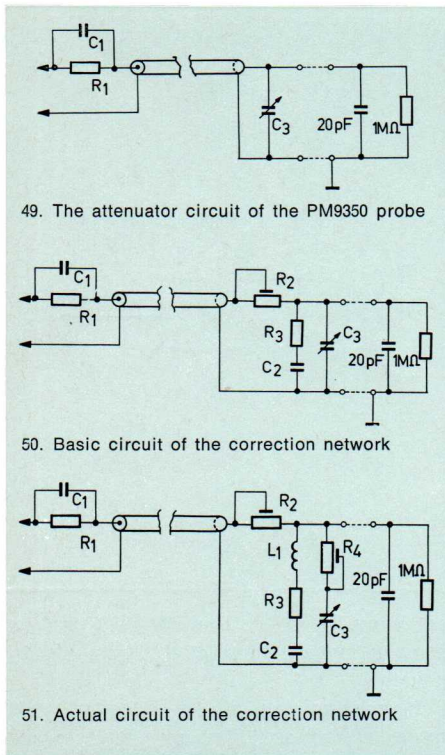 C1
R1
C3
20pF
1MΩ
49. The attenuator circuit of the PM9350 probe
C1
R1
R2
R3
C2
C3
20pF
1MΩ
50. Basic circuit of the correction network
C1
R1
R2
L1
R3
C2
R4
C3
20pF
1MΩ
51. Actual circuit of the correction network